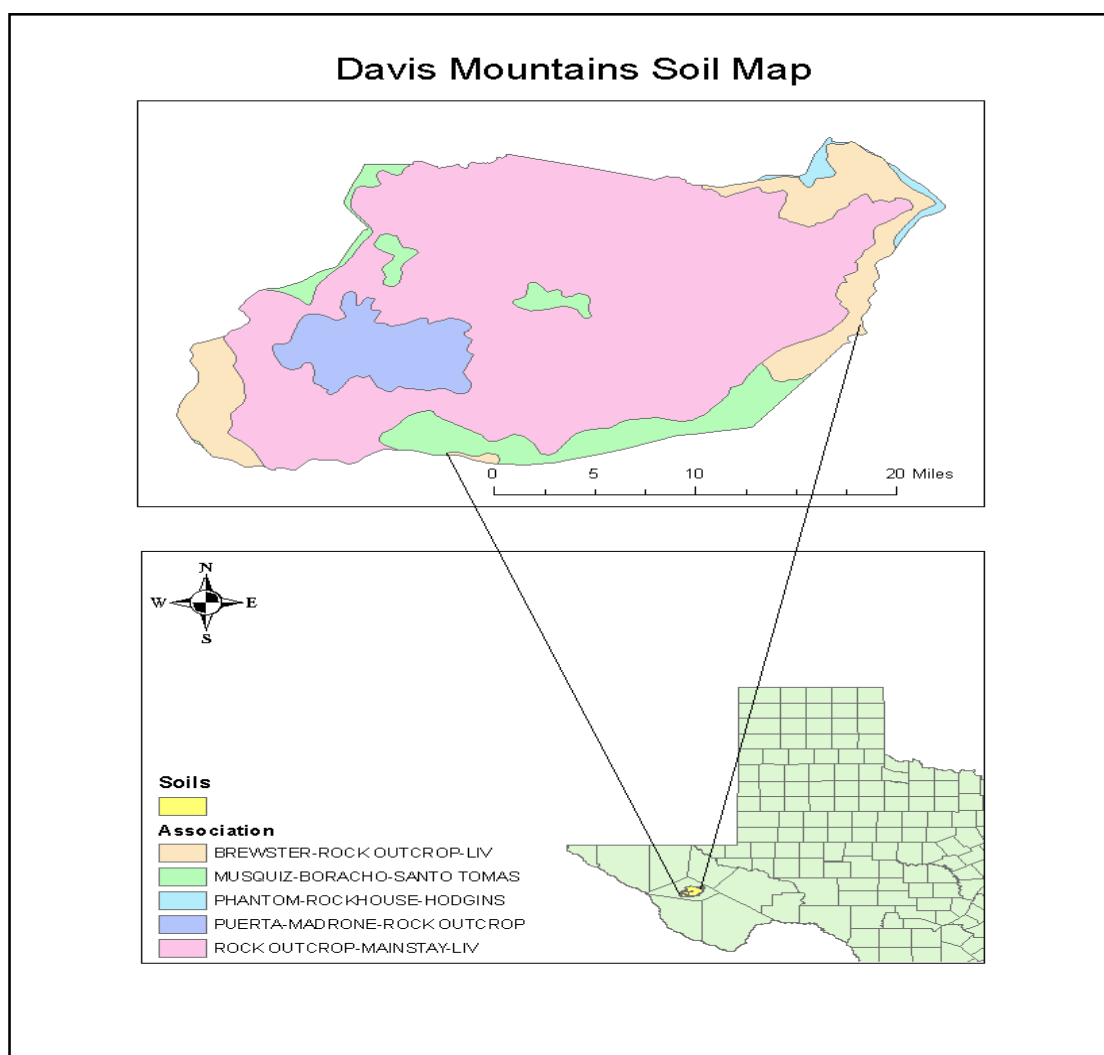 Davis Mountains Soil Map
0 5 10 20 Miles
N
W E
S
Soils
Association
BREWSTER-ROCK OUTCROP-LIV
MUSQUIZ-BORACHO-SANTO TOMAS
PHANTOM-ROCKHOUSE-HODGINS
PUERTA-MADRONE-ROCK OUTCROP
ROCK OUTCROP-MAINSTAY-LIV